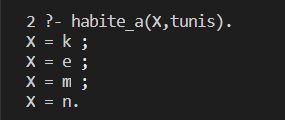 2 ?- habite_a(X,tunis).
X = k ;
X = e ;
X = m ;
X = n.